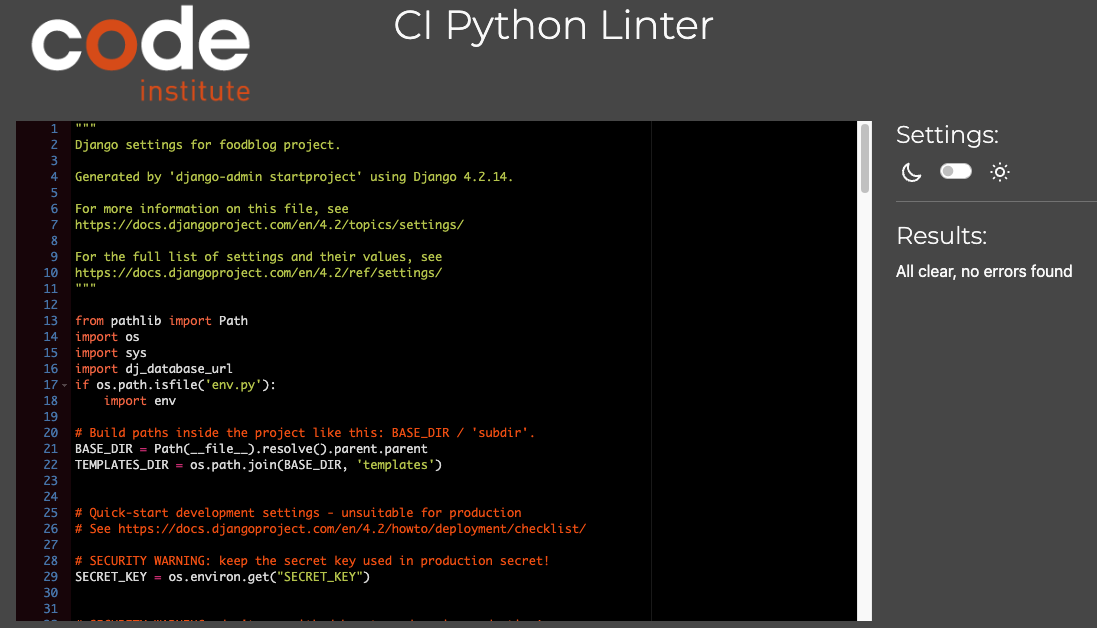 code
institute
CI Python Linter
1 """
2 Django settings for foodblog project.
3
4 Generated by 'django-admin startproject' using Django 4.2.14.
5
6 For more information on this file, see
7 https://docs.djangoproject.com/en/4.2/topics/settings/
8
9 For the full list of settings and their values, see
10 https://docs.djangoproject.com/en/4.2/ref/settings/
11 """
12
13 from pathlib import Path
14 import os
15 import sys
16 import dj_database_url
17 if os.path.isfile('env.py'):
18     import env
19
20 # Build paths inside the project like this: BASE_DIR / 'subdir'.
21 BASE_DIR = Path(__file__).resolve().parent.parent
22 TEMPLATES_DIR = os.path.join(BASE_DIR, 'templates')
23
24
25 # Quick-start development settings - unsuitable for production
26 # See https://docs.djangoproject.com/en/4.2/howto/deployment/checklist/
27
28 # SECURITY WARNING: keep the secret key used in production secret!
29 SECRET_KEY = os.environ.get("SECRET_KEY")
30
31
Settings:
Results:
All clear, no errors found